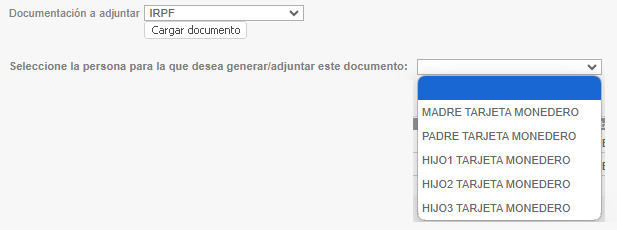 Documentación a adjuntar IRPF
Cargar documento
Seleccione la persona para la que desea generar/adjuntar este documento:
MADRE TARJETA MONEDERO
PADRE TARJETA MONEDERO
HIJO1 TARJETA MONEDERO
HIJO2 TARJETA MONEDERO
HIJO3 TARJETA MONEDERO